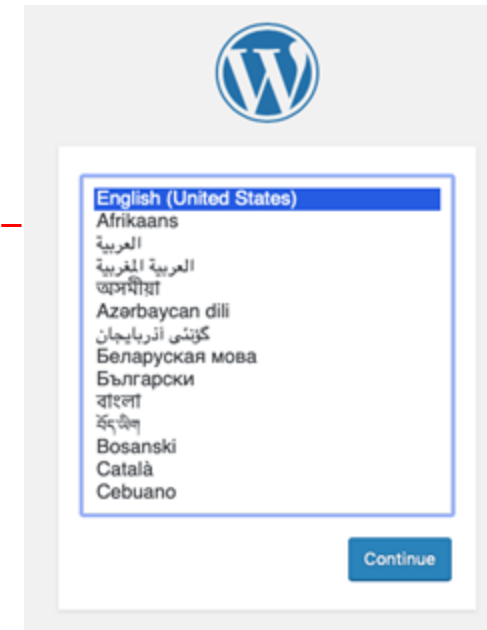 English (United States)
Afrikaans
العربية
العربية المغربية
অসমীয়া
Azərbaycan dili
گؤنئی آذربایجان
Беларуская мова
Български
বাংলা
བོད་ཡིག
Bosanski
Català
Cebuano
Continue